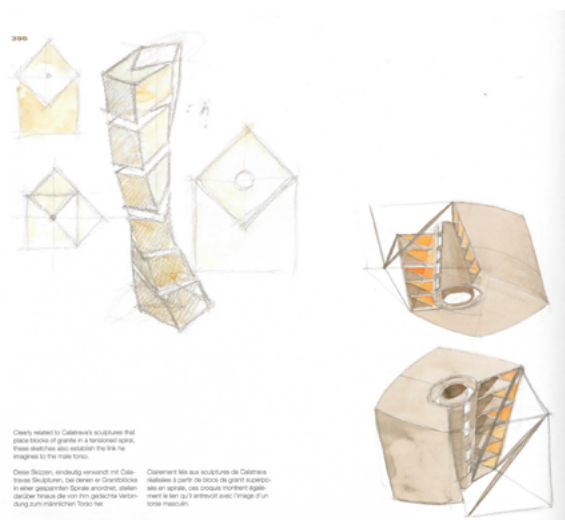 396
Clearly related to Calatrava's sculptures that
place blocks of granite in a tensioned spiral,
these sketches also establish the link he
imagines to the male torso.
Diese Skizzen, eindeutig verwandt mit Cala-
travas Skulpturen, bei denen er Granitblöcke
in einer gespannten Spirale anordnet, stellen
darüber hinaus die von ihm gedachte Verbin-
dung zum männlichen Torso her.
Clairement liés aux sculptures de Calatrava
réalisées à partir de blocs de granit superpo-
sés en spirale, ces croquis montrent égale-
ment le lien qu'il entrevoit avec l'image d'un
torse masculin.